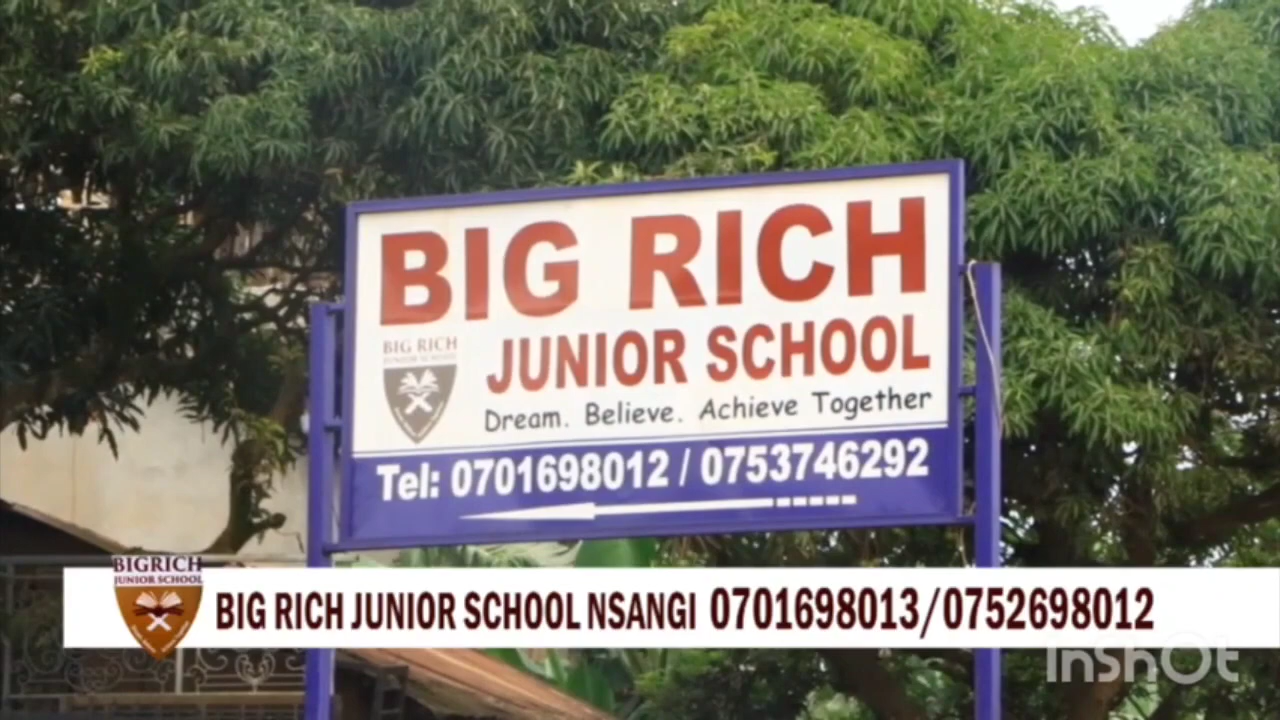 BIG RICH
BIG RICH
JUNIOR SCHOOL
JUNIOR SCHOOL
Dream. Believe. Achieve Together
Tel: 0701698012 / 0753746292
BIGRICH
JUNIOR SCHOOL
BIG RICH JUNIOR SCHOOL NSANGI 0701698013/0752698012
InShOt